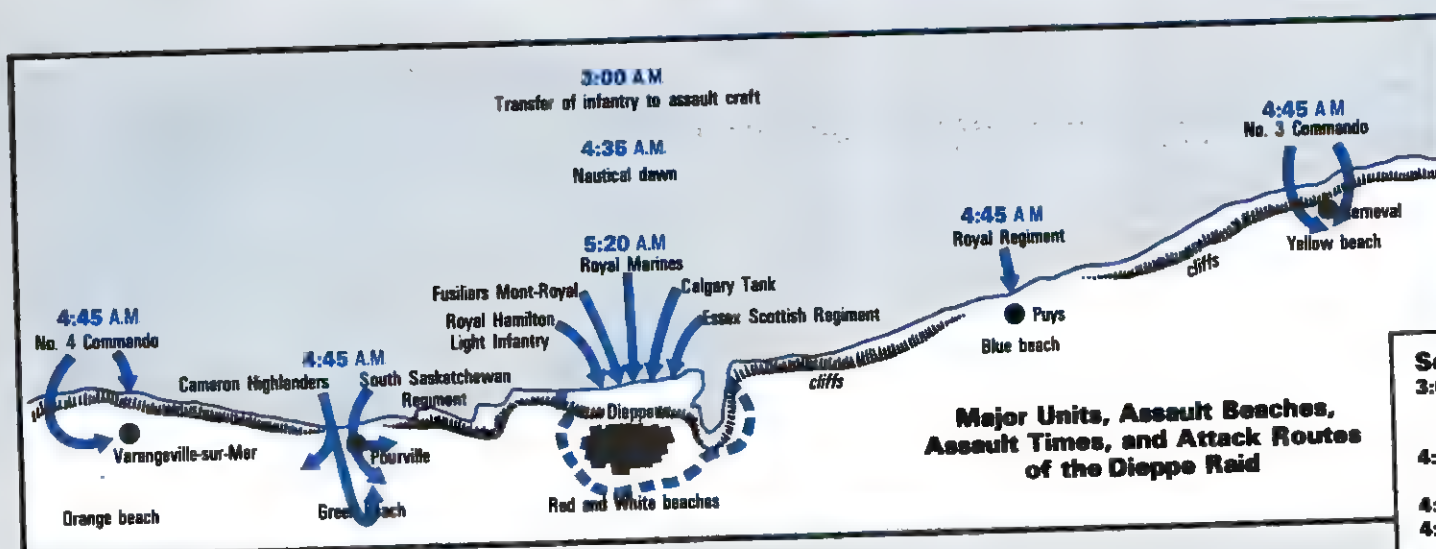 3:00 A.M.
Transfer of infantry to assault craft
4:35 A.M.
Nautical dawn
4:45 A M
No. 3 Commando
Berneval
Yellow beach
cliffs
4:45 A M
Royal Regiment
Puys
Blue beach
5:20 A.M
Royal Marines
Fusiliers Mont-Royal
Calgary Tank
Royal Hamilton
Light Infantry
Essex Scottish Regiment
cliffs
Dieppe
Red and White beaches
4:45 A.M
No. 4 Commando
Varangeville-sur-Mer
Orange beach
4:45 A.M.
Cameron Highlanders
South Saskatchewan
Regiment
Pourville
Green beach
Major Units, Assault Beaches,
Assault Times, and Attack Routes
of the Dieppe Raid